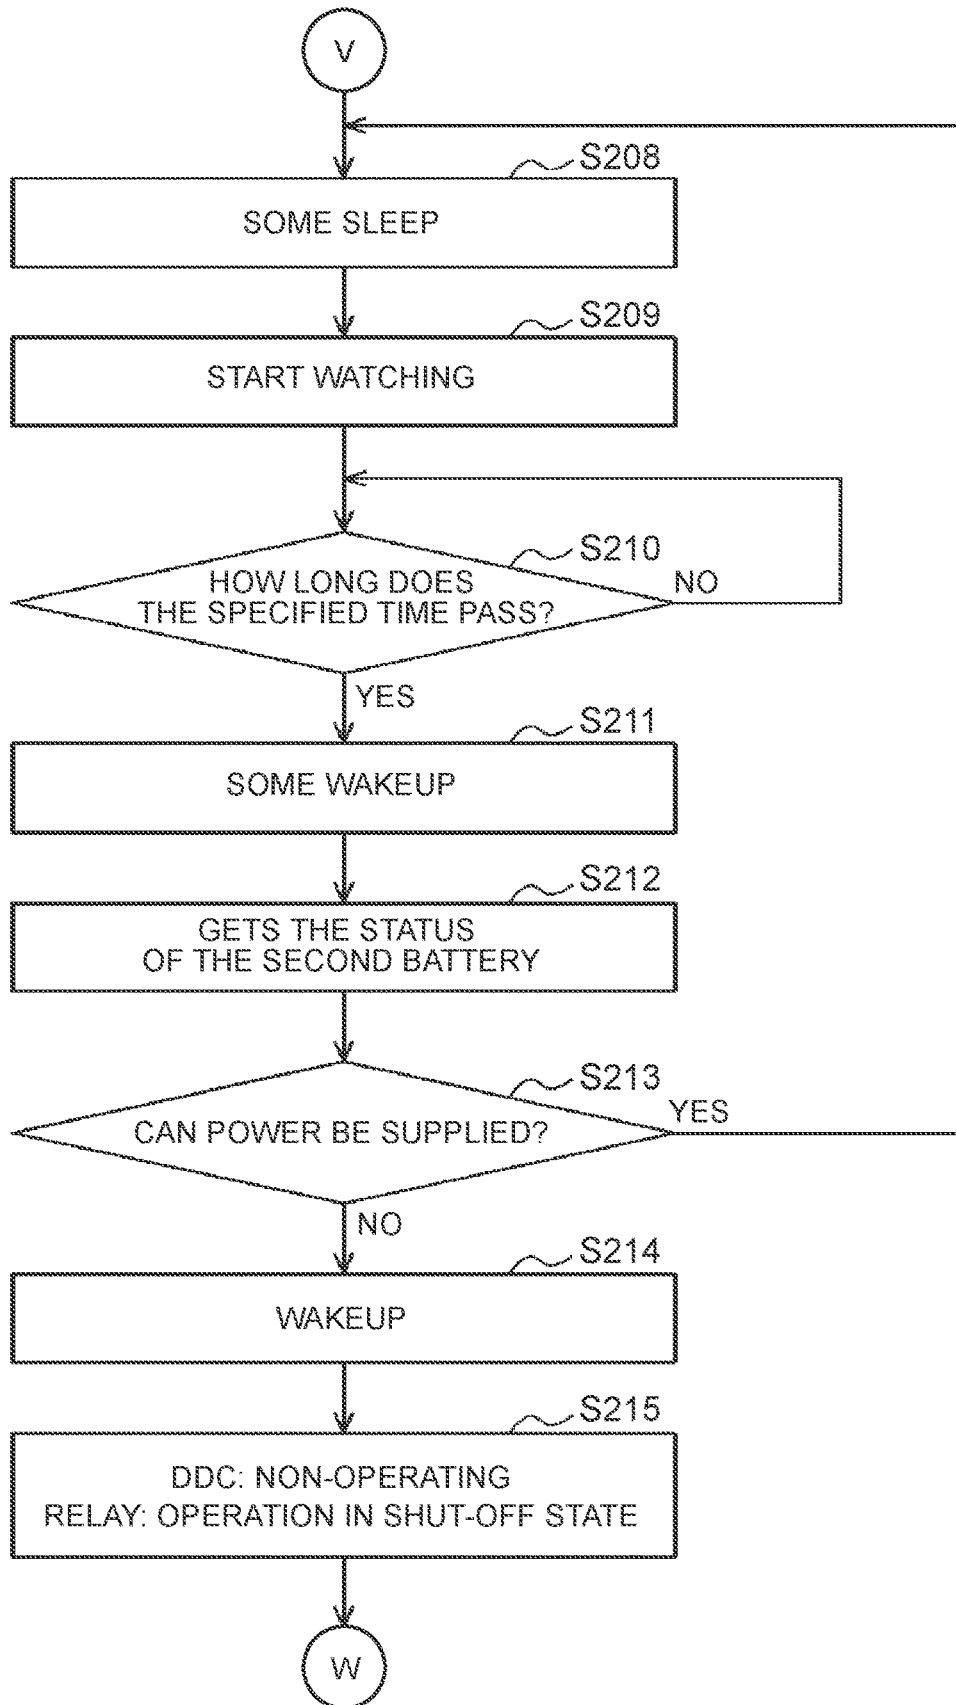 V
S208
SOME SLEEP
S209
START WATCHING
S210
HOW LONG DOES
THE SPECIFIED TIME PASS?
NO
YES
S211
SOME WAKEUP
S212
GETS THE STATUS
OF THE SECOND BATTERY
S213
YES
CAN POWER BE SUPPLIED?
NO
S214
WAKEUP
S215
DDC: NON-OPERATING
RELAY: OPERATION IN SHUT-OFF STATE
W